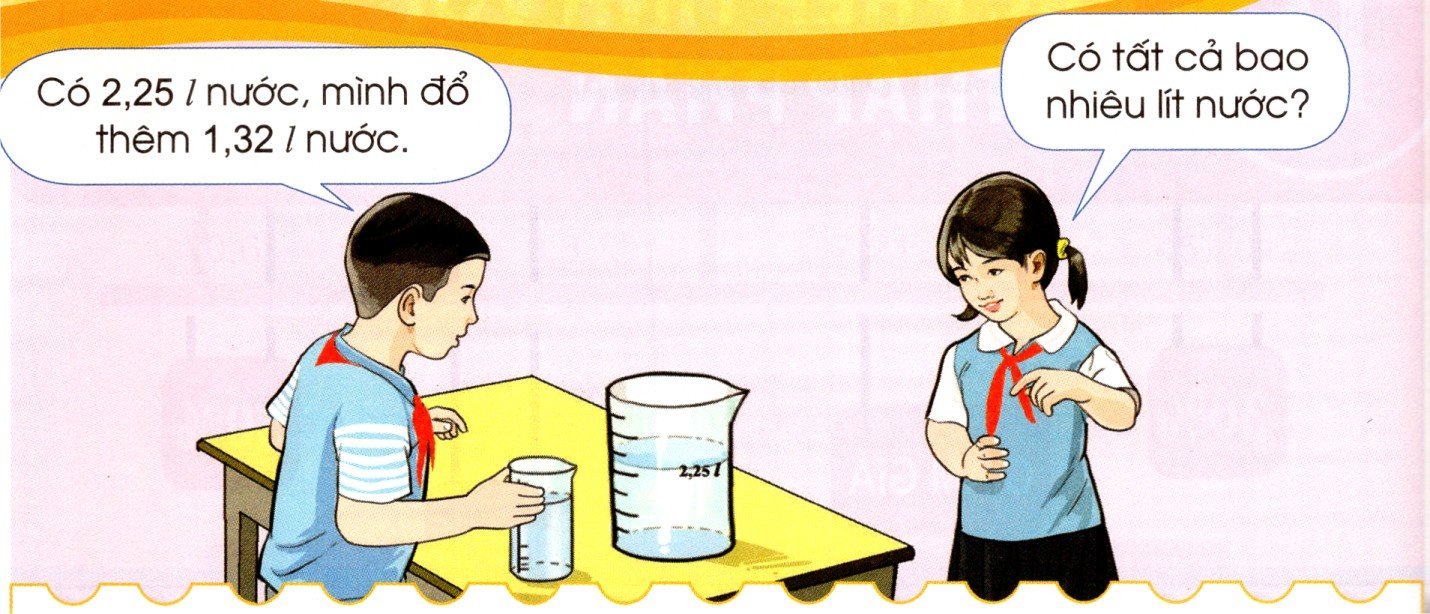 Có 2,25 l nước, mình đổ
thêm 1,32 l nước.
Có tất cả bao
nhiêu lít nước?
2,25 l